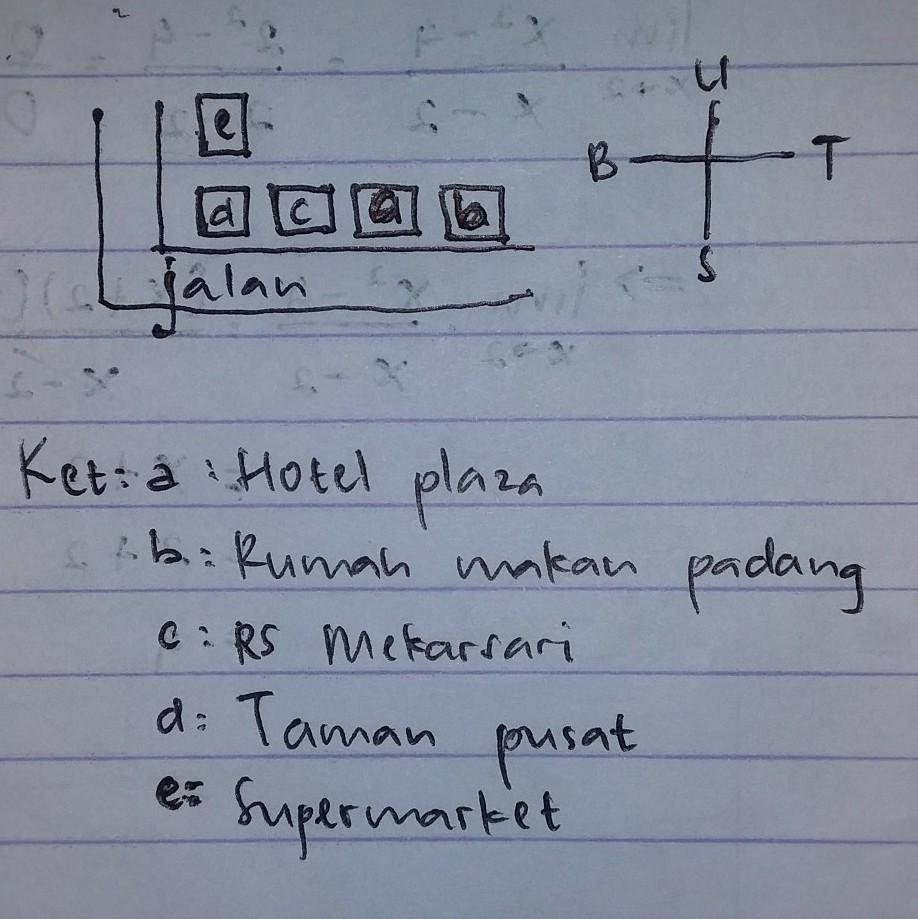 U
e
B T
d c a b
S
jalan
Ket: a : Hotel plaza
b : Rumah makan padang
c : RS Mekarsari
d : Taman pusat
e : Supermarket